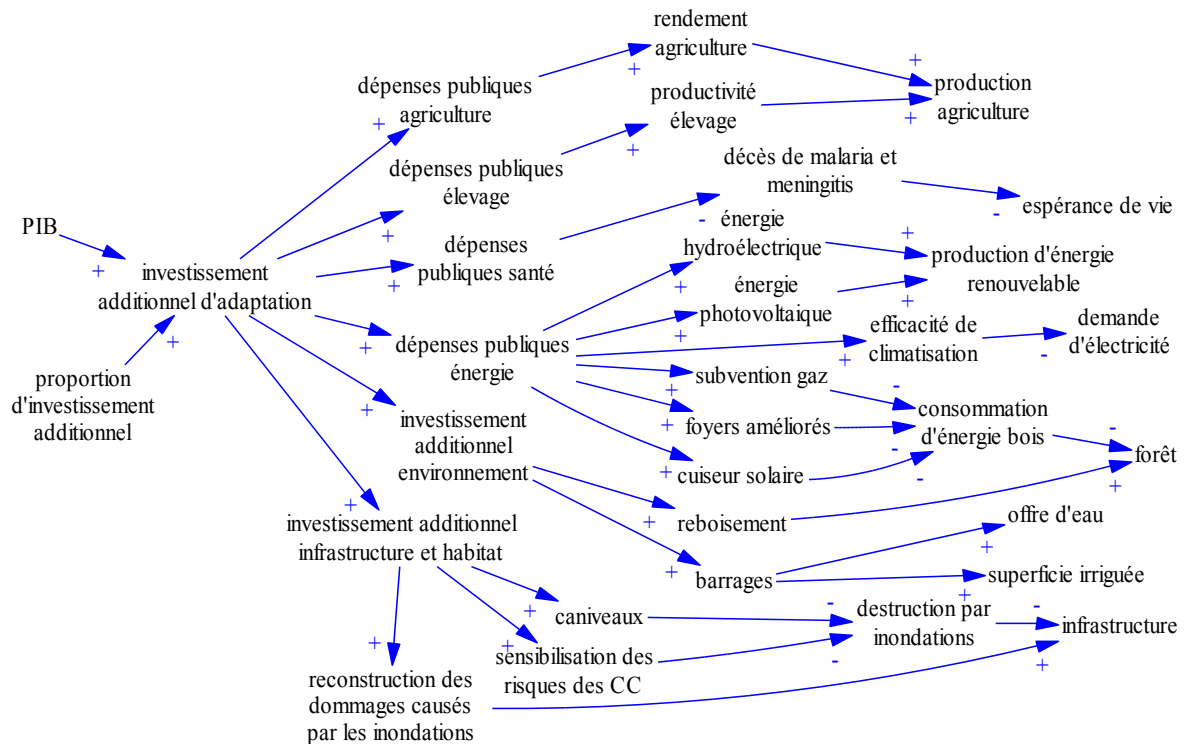 rendement
agriculture
dépenses publiques
agriculture
production
agriculture
productivité
élevage
dépenses publiques
élevage
décès de malaria et
meningitis
espérance de vie
PIB
dépenses
publiques santé
énergie
hydroélectrique
production d'énergie
renouvelable
investissement
additionnel d'adaptation
énergie
photovoltaique
efficacité de
climatisation
demande
d'électricité
dépenses publiques
énergie
proportion
d'investissement
additionnel
subvention gaz
foyers améliorés
consommation
d'énergie bois
investissement
additionnel
environnement
cuiseur solaire
forêt
reboisement
offre d'eau
investissement additionnel
infrastructure et habitat
barrages
superficie irriguée
caniveaux
destruction par
inondations
infrastructure
sensibilisation des
risques des CC
reconstruction des
dommages causés
par les inondations